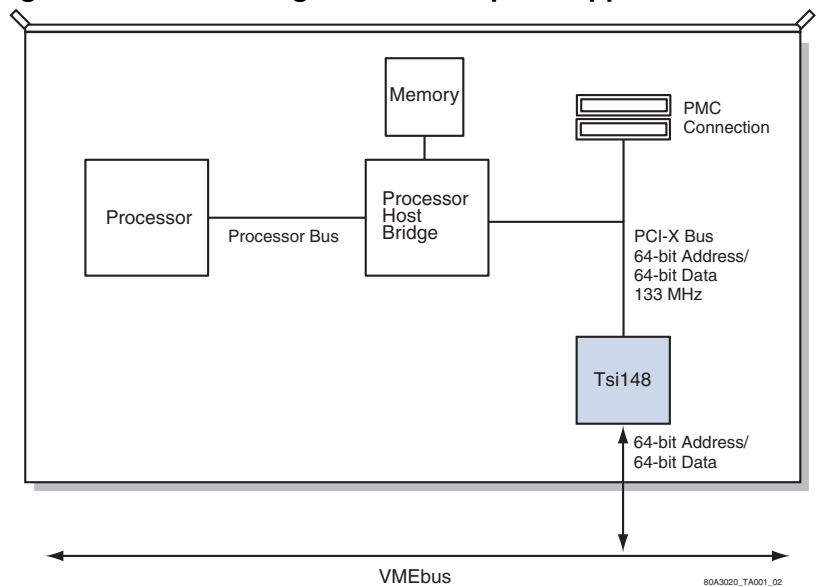 Memory
PMC
Connection
Processor
Processor Bus
Processor
Host
Bridge
PCI-X Bus
64-bit Address/
64-bit Data
133 MHz
Tsi148
64-bit Address/
64-bit Data
VMEbus
80A3020_TA001_02